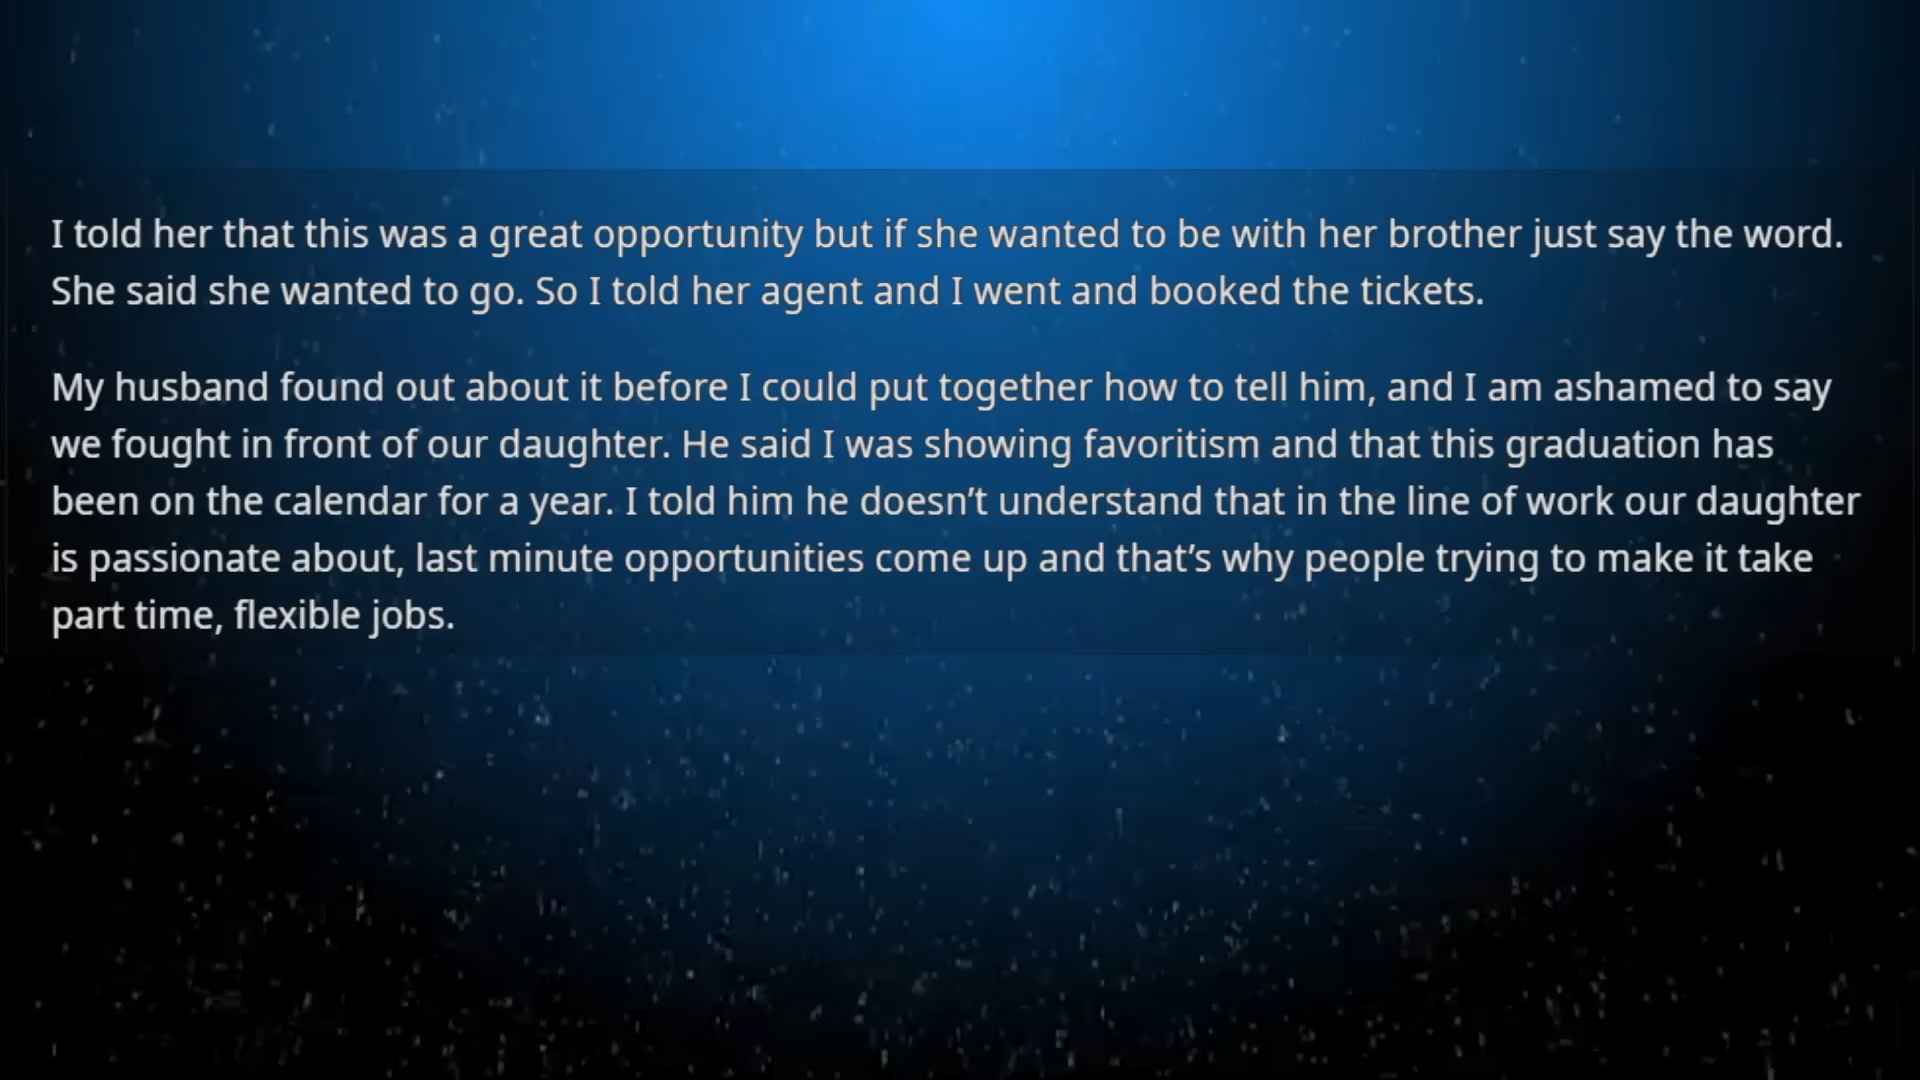 I told her that this was a great opportunity but if she wanted to be with her brother just say the word.
She said she wanted to go. So I told her agent and I went and booked the tickets.
My husband found out about it before I could put together how to tell him, and I am ashamed to say
we fought in front of our daughter. He said I was showing favoritism and that this graduation has
been on the calendar for a year. I told him he doesn’t understand that in the line of work our daughter
is passionate about, last minute opportunities come up and that’s why people trying to make it take
part time, flexible jobs.